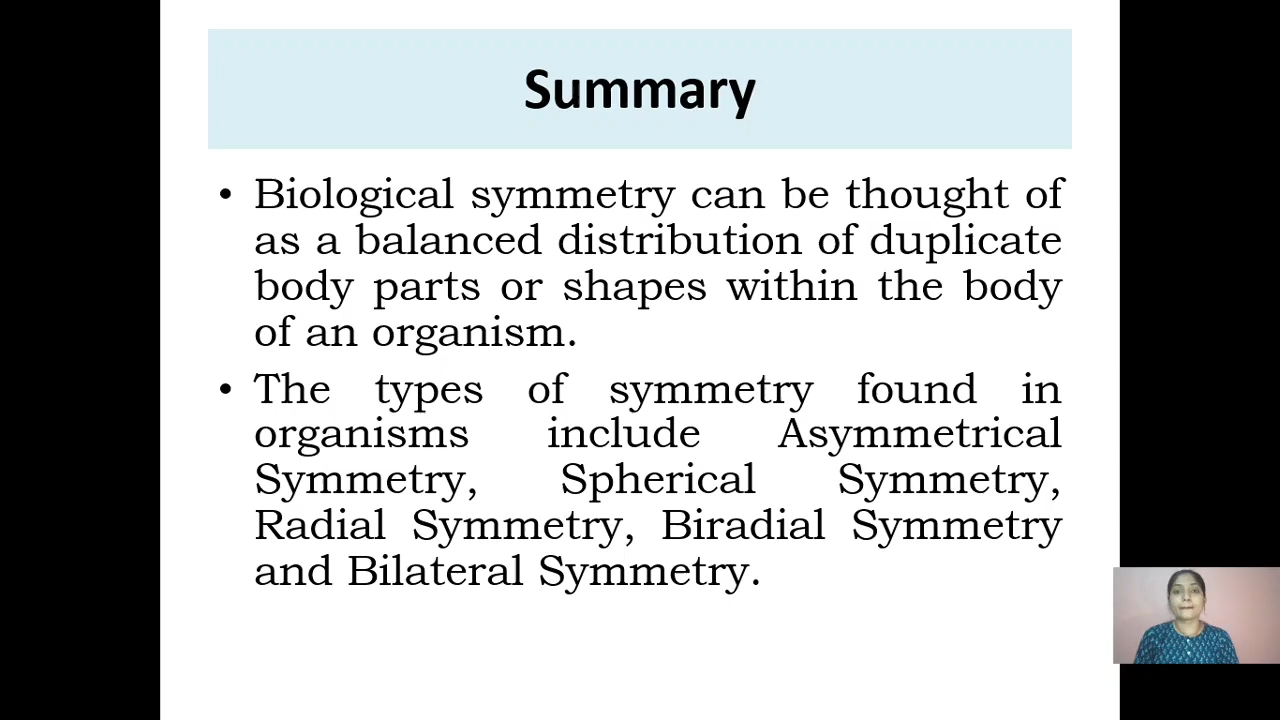 Summary
• Biological symmetry can be thought of
as a balanced distribution of duplicate
body parts or shapes within the body
of an organism.
• The types of symmetry found in
organisms include Asymmetrical
Symmetry, Spherical Symmetry,
Radial Symmetry, Biradial Symmetry
and Bilateral Symmetry.